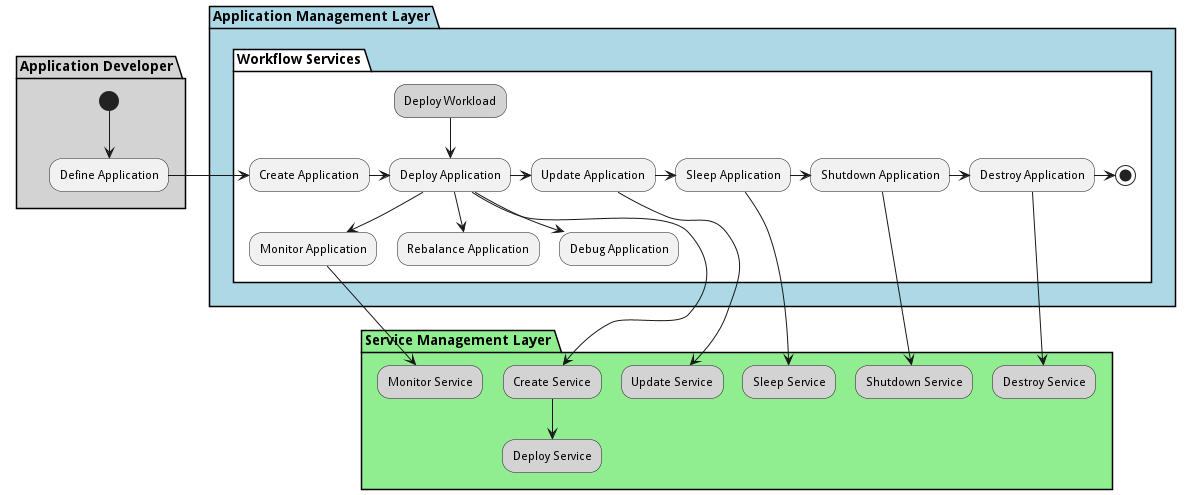 Application Management Layer
Application Developer
Workflow Services
Deploy Workload
Define Application
Create Application
Deploy Application
Update Application
Sleep Application
Shutdown Application
Destroy Application
Monitor Application
Rebalance Application
Debug Application
Service Management Layer
Monitor Service
Create Service
Update Service
Sleep Service
Shutdown Service
Destroy Service
Deploy Service